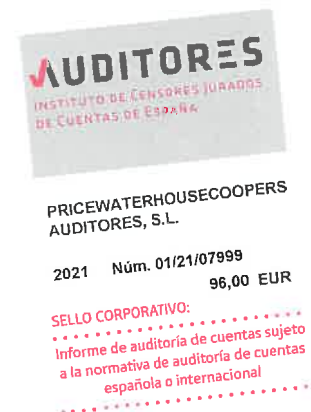 AUDITORES
INSTITUTO DE CENSORES JURADOS
DE CUENTAS DE ESPAÑA
PRICEWATERHOUSECOOPERS
AUDITORES, S.L.
2021 Núm. 01/21/07999
96,00 EUR
SELLO CORPORATIVO:
Informe de auditoría de cuentas sujeto
a la normativa de auditoría de cuentas
española o internacional